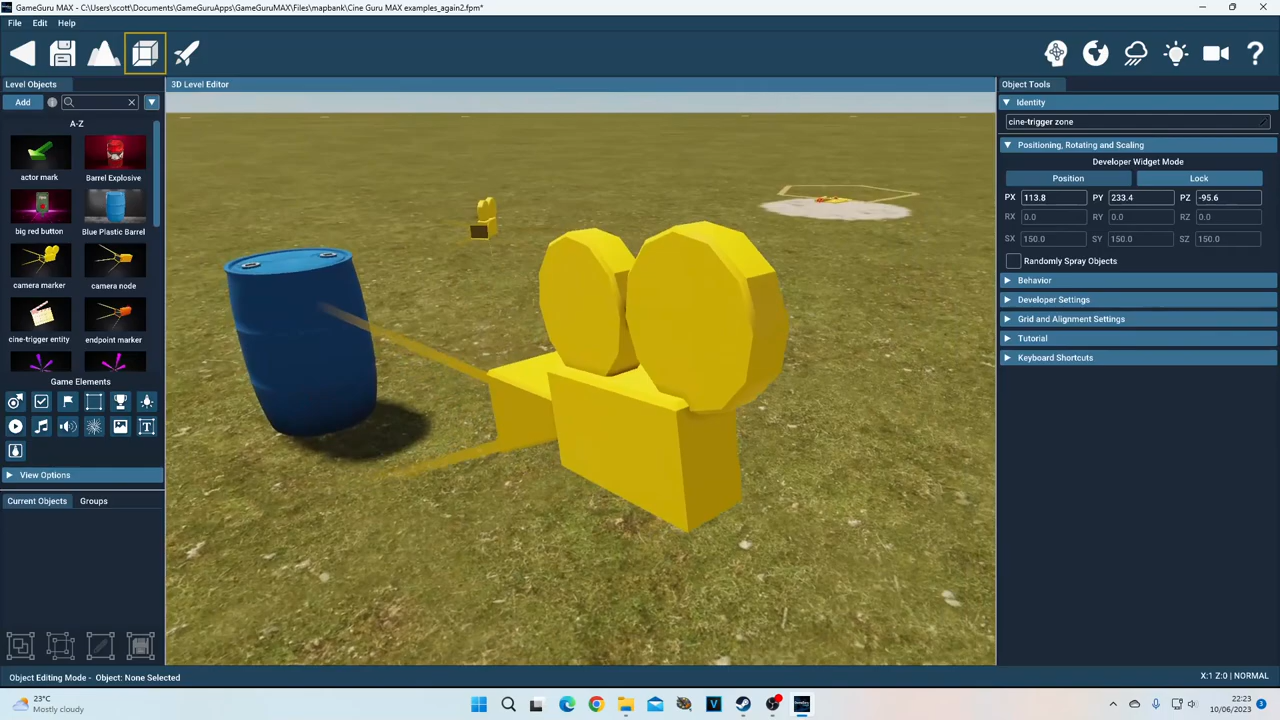 GameGuru MAX - C:\Users\scott\Documents\GameGuruApps\GameGuruMAX\Files\mapbank\Cine Guru MAX examples_again2.fpm*
File Edit Help
Level Objects
3D Level Editor
Object Tools
Add
Identity
cine-trigger zone
A-Z
Positioning, Rotating and Scaling
Developer Widget Mode
actor mark
Barrel Explosive
Position
Lock
PX 113.8 PY 233.4 PZ -95.6
RX 0.0 RY 0.0 RZ 0.0
big red button
Blue Plastic Barrel
SX 150.0 SY 150.0 SZ 150.0
Randomly Spray Objects
Behavior
camera marker
camera node
Developer Settings
Grid and Alignment Settings
Tutorial
cine-trigger entity
endpoint marker
Keyboard Shortcuts
Game Elements
View Options
Current Objects
Groups
Object Editing Mode - Object: None Selected
X:1 Z:0 | NORMAL
23°C
Mostly cloudy
22:23
10/06/2023
3